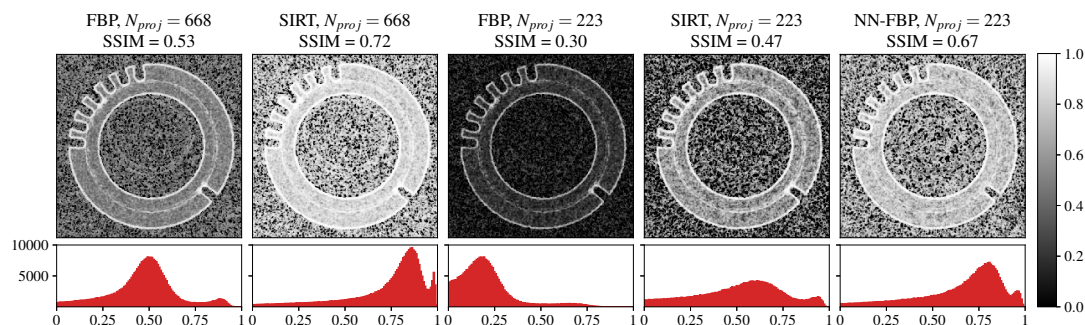 FBP, N_proj = 668
SSIM = 0.53
SIRT, N_proj = 668
SSIM = 0.72
FBP, N_proj = 223
SSIM = 0.30
SIRT, N_proj = 223
SSIM = 0.47
NN-FBP, N_proj = 223
SSIM = 0.67
1.0
0.8
0.6
0.4
0.2
0.0
10000
5000
0 0.25 0.50 0.75 1 0.25 0.50 0.75 1 0.25 0.50 0.75 1 0.25 0.50 0.75 1 0.25 0.50 0.75 1